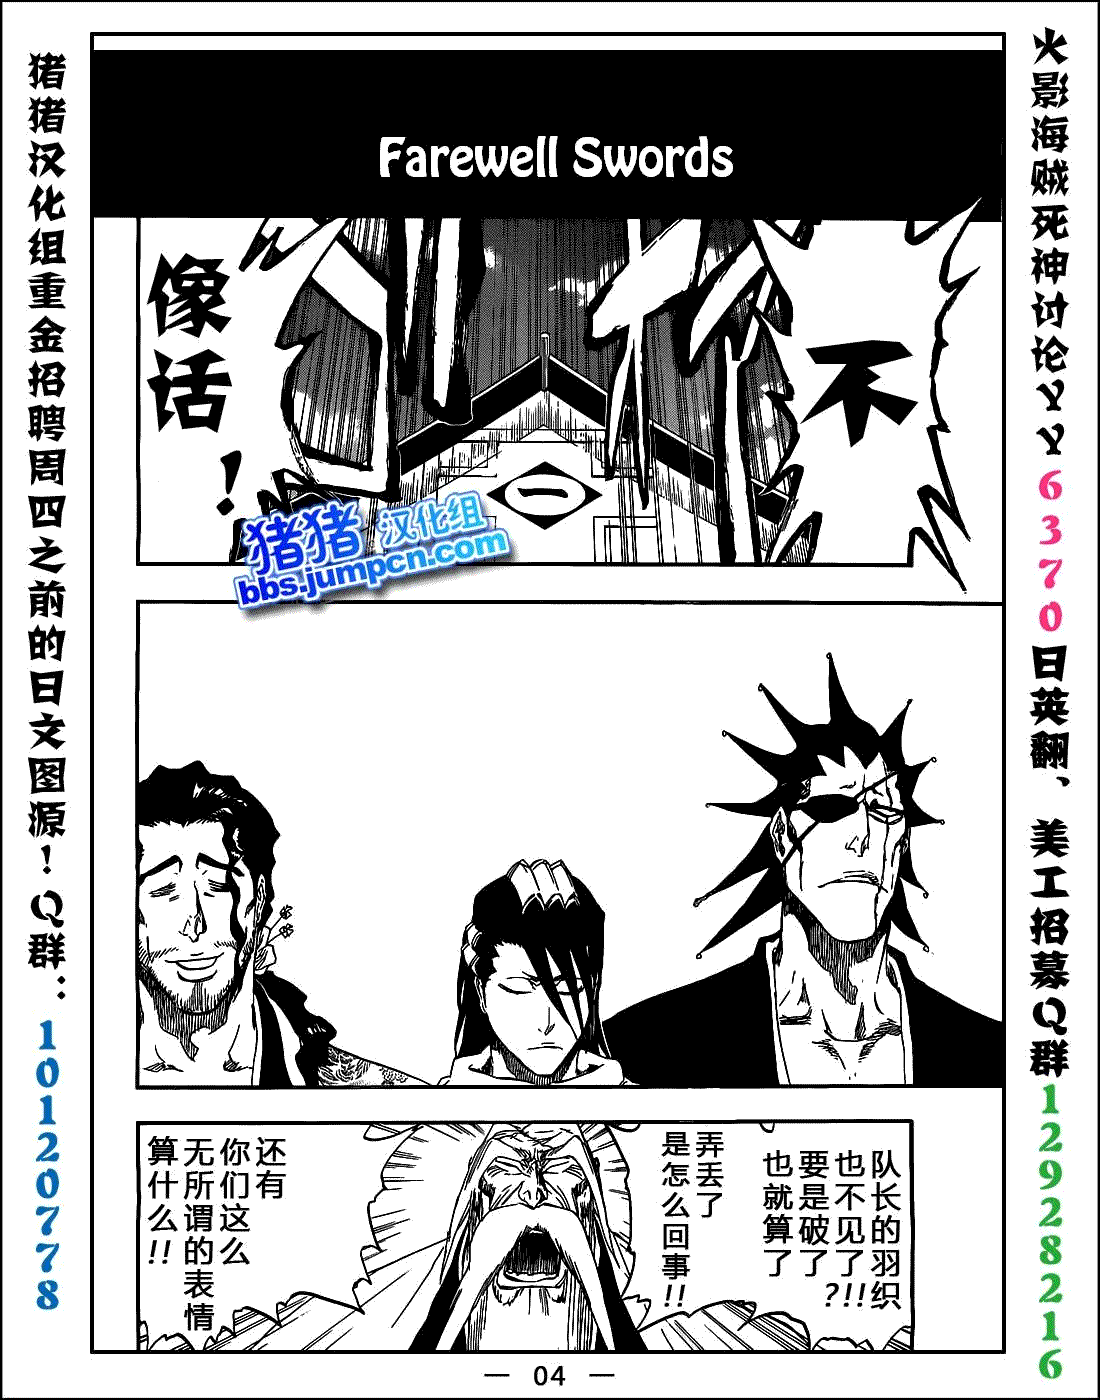 Farewell Swords
不
像话！
一
猪猪 汉化组
bbs.jumpcn.com
队长的羽织
也不见了?!!
要是破了
也就算了
弄丢了
是怎么回事!!
还有
你们这么
无所谓的表情
算什么!!
— 04 —
猪猪汉化组重金招聘周四之前的日文图源！Q群：10120778
火影海贼死神讨论YY6370日英翻、美工招募Q群12928216